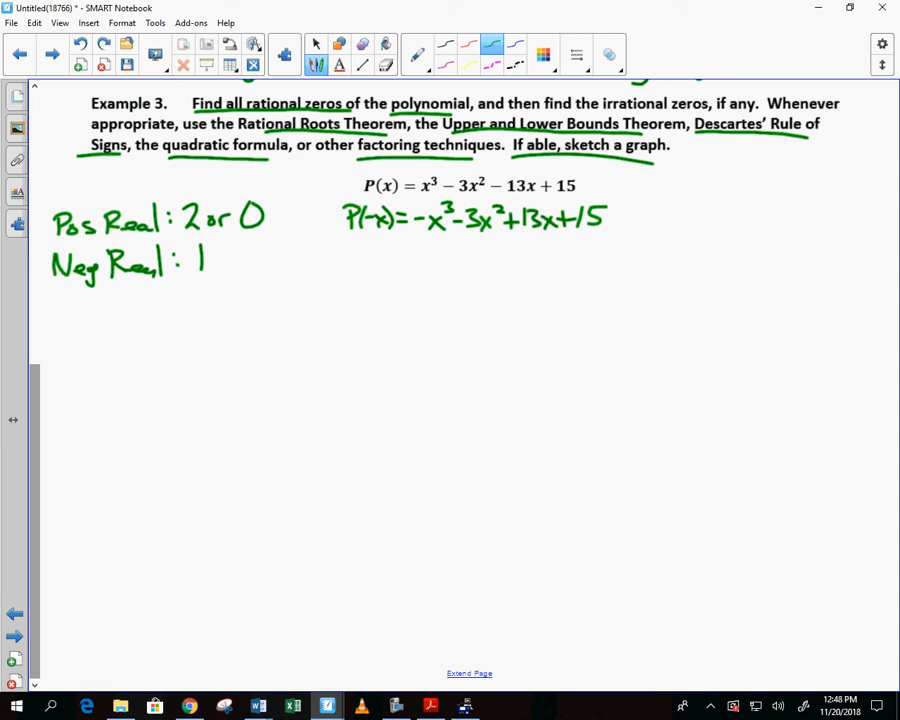 Untitled(18766) * - SMART Notebook
File Edit View Insert Format Tools Add-ons Help
Example 3. Find all rational zeros of the polynomial, and then find the irrational zeros, if any. Whenever
appropriate, use the Rational Roots Theorem, the Upper and Lower Bounds Theorem, Descartes' Rule of
Signs, the quadratic formula, or other factoring techniques. If able, sketch a graph.
P(x) = x³ − 3x² − 13x + 15
Pos Real: 2 or 0
P(-x)= -x³-3x²+13x+15
Neg Real: 1
Extend Page
12:48 PM
11/20/2018